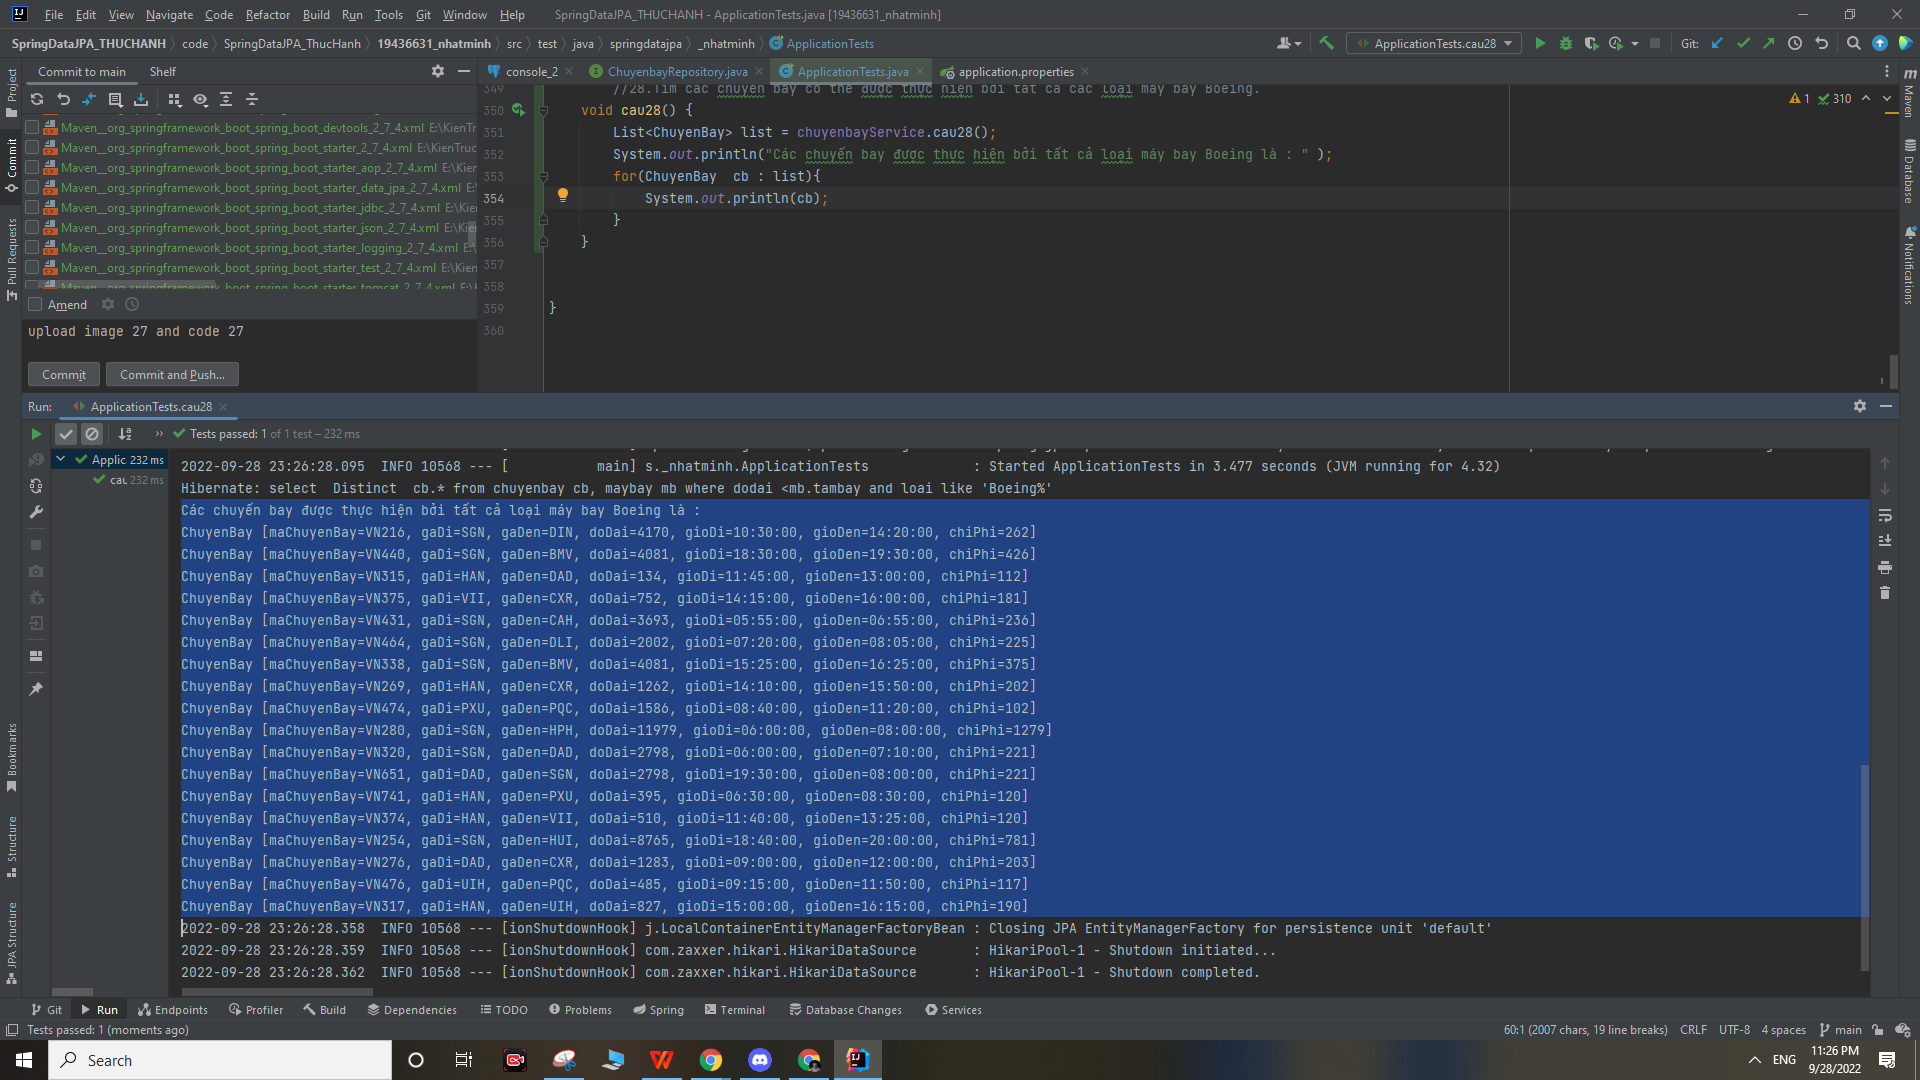 File Edit View Navigate Code Refactor Build Run Tools Git Window Help SpringDataJPA_THUCHANH - ApplicationTests.java [19436631_nhatminh]
SpringDataJPA_THUCHANH code SpringDataJPA_ThucHanh 19436631_nhatminh src test java springdatajpa _nhatminh ApplicationTests ApplicationTests.cau28 Git:
Commit to main Shelf
console_2 ChuyenbayRepository.java ApplicationTests.java application.properties
Project
Commit
Pull Requests
Bookmarks
Structure
JPA Structure
Maven__org_springframework_boot_spring_boot_devtools_2_7_4.xml E:\KienTr
Maven__org_springframework_boot_spring_boot_starter_2_7_4.xml E:\KienTruc
Maven__org_springframework_boot_spring_boot_starter_aop_2_7_4.xml E:\Kien
Maven__org_springframework_boot_spring_boot_starter_data_jpa_2_7_4.xml E:\
Maven__org_springframework_boot_spring_boot_starter_jdbc_2_7_4.xml E:\Kie
Maven__org_springframework_boot_spring_boot_starter_json_2_7_4.xml E:\Kie
Maven__org_springframework_boot_spring_boot_starter_logging_2_7_4.xml E:\
Maven__org_springframework_boot_spring_boot_starter_test_2_7_4.xml E:\Kien
Maven__org_springframework_boot_spring_boot_starter_tomcat_2_7_4.xml E:\
Amend
upload image 27 and code 27
Commit Commit and Push...
349 //28.Tìm các chuyến bay có thể được thực hiện bởi tất cả các loại máy bay Boeing.
350 void cau28() {
351 List<ChuyenBay> list = chuyenbayService.cau28();
352 System.out.println("Các chuyến bay được thực hiện bởi tất cả loại máy bay Boeing là : " );
353 for(ChuyenBay  cb : list){
354 System.out.println(cb);
355 }
356 }
357
358
359 }
360
1 310
Maven
Database
Notifications
Run: ApplicationTests.cau28
Tests passed: 1 of 1 test – 232 ms
Applic 232 ms
cau 232 ms
2022-09-28 23:26:28.095  INFO 10568 --- [           main] s._nhatminh.ApplicationTests             : Started ApplicationTests in 3.477 seconds (JVM running for 4.32)
Hibernate: select  Distinct  cb.* from chuyenbay cb, maybay mb where dodai <mb.tambay and loai like 'Boeing%'
Các chuyến bay được thực hiện bởi tất cả loại máy bay Boeing là :
ChuyenBay [maChuyenBay=VN216, gaDi=SGN, gaDen=DIN, doDai=4170, gioDi=10:30:00, gioDen=14:20:00, chiPhi=262]
ChuyenBay [maChuyenBay=VN440, gaDi=SGN, gaDen=BMV, doDai=4081, gioDi=18:30:00, gioDen=19:30:00, chiPhi=426]
ChuyenBay [maChuyenBay=VN315, gaDi=HAN, gaDen=DAD, doDai=134, gioDi=11:45:00, gioDen=13:00:00, chiPhi=112]
ChuyenBay [maChuyenBay=VN375, gaDi=VII, gaDen=CXR, doDai=752, gioDi=14:15:00, gioDen=16:00:00, chiPhi=181]
ChuyenBay [maChuyenBay=VN431, gaDi=SGN, gaDen=CAH, doDai=3693, gioDi=05:55:00, gioDen=06:55:00, chiPhi=236]
ChuyenBay [maChuyenBay=VN464, gaDi=SGN, gaDen=DLI, doDai=2002, gioDi=07:20:00, gioDen=08:05:00, chiPhi=225]
ChuyenBay [maChuyenBay=VN338, gaDi=SGN, gaDen=BMV, doDai=4081, gioDi=15:25:00, gioDen=16:25:00, chiPhi=375]
ChuyenBay [maChuyenBay=VN269, gaDi=HAN, gaDen=CXR, doDai=1262, gioDi=14:10:00, gioDen=15:50:00, chiPhi=202]
ChuyenBay [maChuyenBay=VN474, gaDi=PXU, gaDen=PQC, doDai=1586, gioDi=08:40:00, gioDen=11:20:00, chiPhi=102]
ChuyenBay [maChuyenBay=VN280, gaDi=SGN, gaDen=HPH, doDai=11979, gioDi=06:00:00, gioDen=08:00:00, chiPhi=1279]
ChuyenBay [maChuyenBay=VN320, gaDi=SGN, gaDen=DAD, doDai=2798, gioDi=06:00:00, gioDen=07:10:00, chiPhi=221]
ChuyenBay [maChuyenBay=VN651, gaDi=DAD, gaDen=SGN, doDai=2798, gioDi=19:30:00, gioDen=08:00:00, chiPhi=221]
ChuyenBay [maChuyenBay=VN741, gaDi=HAN, gaDen=PXU, doDai=395, gioDi=06:30:00, gioDen=08:30:00, chiPhi=120]
ChuyenBay [maChuyenBay=VN374, gaDi=HAN, gaDen=VII, doDai=510, gioDi=11:40:00, gioDen=13:25:00, chiPhi=120]
ChuyenBay [maChuyenBay=VN254, gaDi=SGN, gaDen=HUI, doDai=8765, gioDi=18:40:00, gioDen=20:00:00, chiPhi=781]
ChuyenBay [maChuyenBay=VN276, gaDi=DAD, gaDen=CXR, doDai=1283, gioDi=09:00:00, gioDen=12:00:00, chiPhi=203]
ChuyenBay [maChuyenBay=VN476, gaDi=UIH, gaDen=PQC, doDai=485, gioDi=09:15:00, gioDen=11:50:00, chiPhi=117]
ChuyenBay [maChuyenBay=VN317, gaDi=HAN, gaDen=UIH, doDai=827, gioDi=15:00:00, gioDen=16:15:00, chiPhi=190]
2022-09-28 23:26:28.358  INFO 10568 --- [ionShutdownHook] j.LocalContainerEntityManagerFactoryBean : Closing JPA EntityManagerFactory for persistence unit 'default'
2022-09-28 23:26:28.359  INFO 10568 --- [ionShutdownHook] com.zaxxer.hikari.HikariDataSource       : HikariPool-1 - Shutdown initiated...
2022-09-28 23:26:28.362  INFO 10568 --- [ionShutdownHook] com.zaxxer.hikari.HikariDataSource       : HikariPool-1 - Shutdown completed.
Git Run Endpoints Profiler Build Dependencies TODO Problems Spring Terminal Database Changes Services
Tests passed: 1 (moments ago) 60:1 (2007 chars, 19 line breaks) CRLF UTF-8 4 spaces main
Search
ENG
11:26 PM
9/28/2022